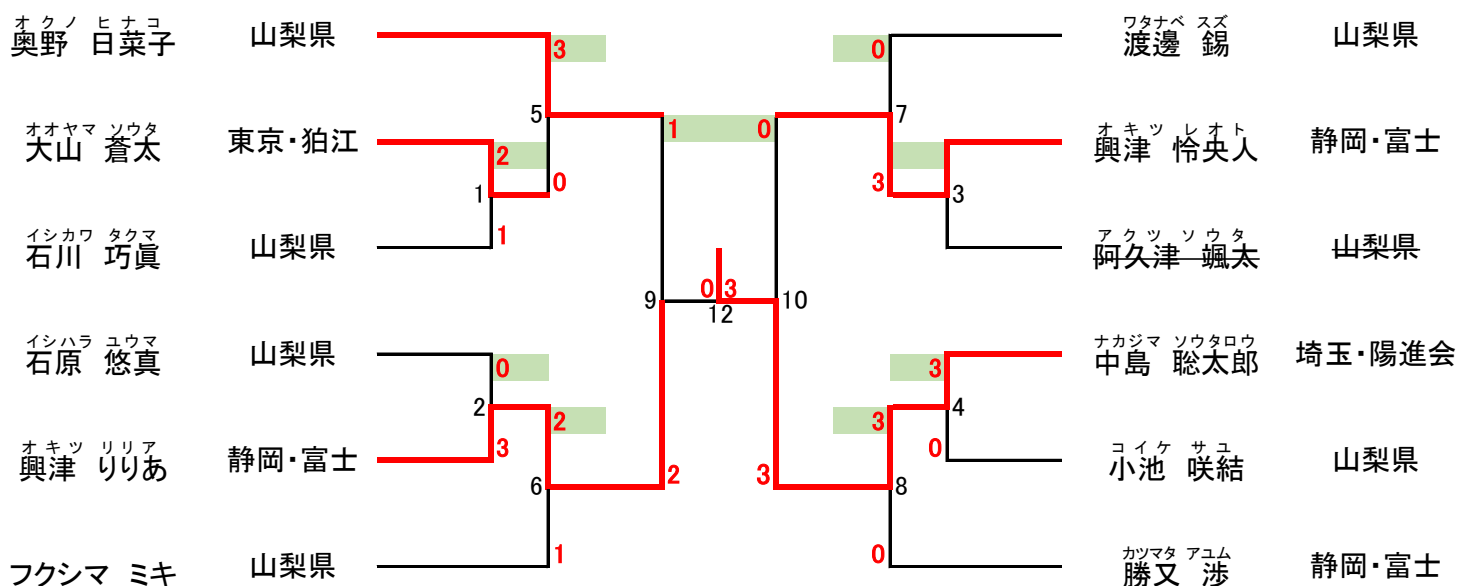 オクノ ヒナコ
奥野 日菜子 山梨県
3
5
オオヤマ ソウタ
大山 蒼太 東京・狛江
2
1
0
イシカワ タクマ
石川 巧眞 山梨県
1
イシハラ ユウマ
石原 悠真 山梨県
0
2
2
オキツ リリア
興津 りりあ 静岡・富士
3
6
フクシマ ミキ 山梨県
1
1 0
9
0 3
12
10
2 3
ワタナベ スズ
0 渡邊 錫 山梨県
7
オキツ レオト
興津 怜央人 静岡・富士
3
3
アクツ ソウタ
阿久津 颯太 山梨県
ナカジマ ソウタロウ
3 中島 聡太郎 埼玉・陽進会
3
4
コイケ サユ
0 小池 咲結 山梨県
8
カツマタ アユム
0 勝又 渉 静岡・富士